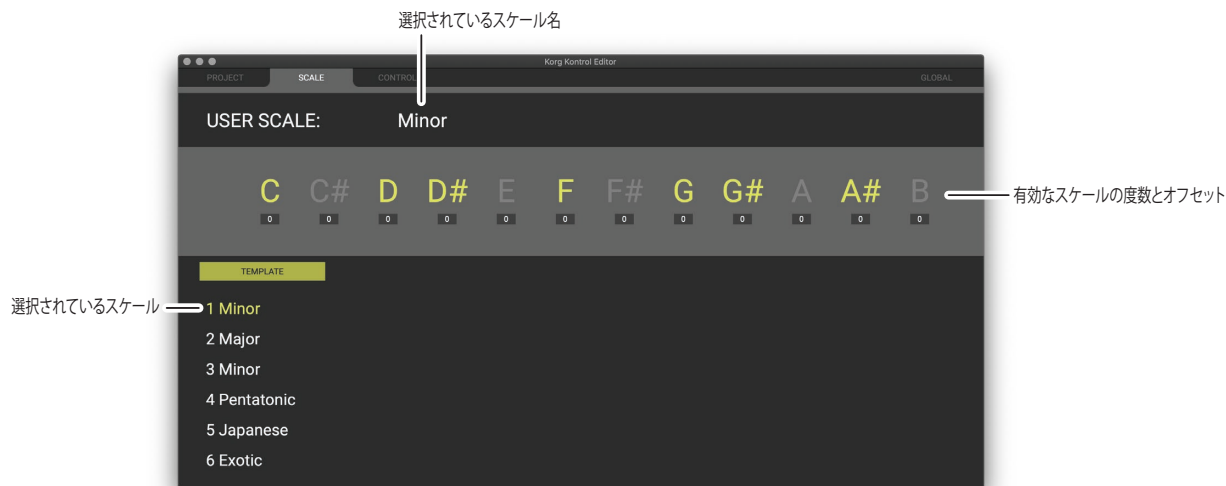 選択されているスケール名
Korg Kontrol Editor
PROJECT SCALE CONTROL GLOBAL
USER SCALE: Minor
C C# D D# E F F# G G# A A# B
0 0 0 0 0 0 0 0 0 0 0 0
有効なスケールの度数とオフセット
TEMPLATE
選択されているスケール
1 Minor
2 Major
3 Minor
4 Pentatonic
5 Japanese
6 Exotic